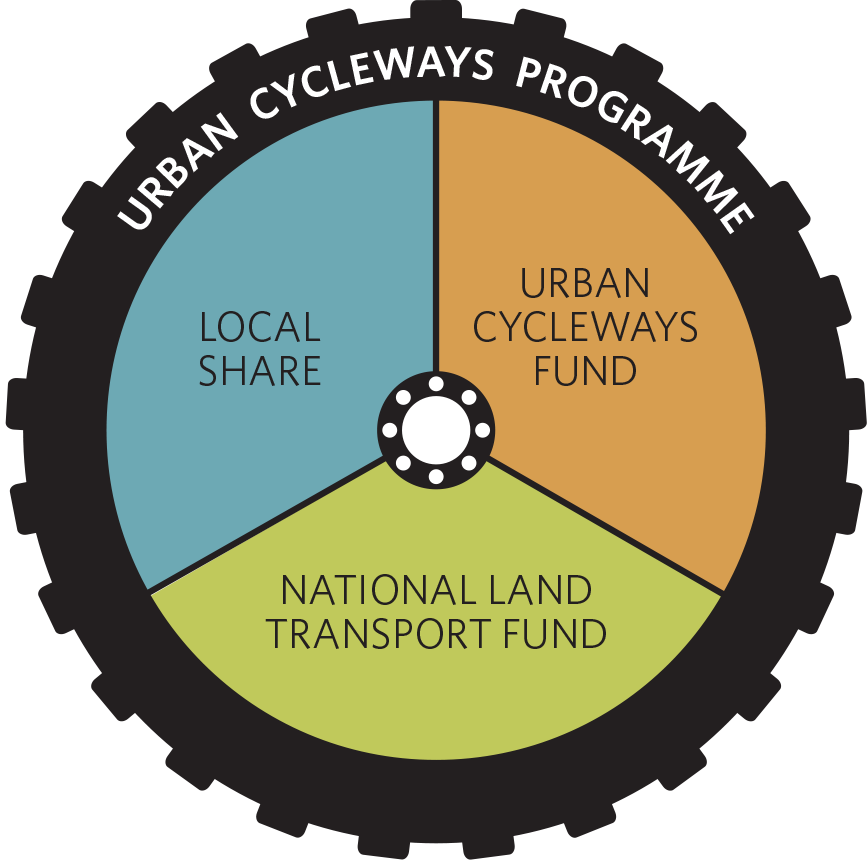 URBAN CYCLEWAYS PROGRAMME
LOCAL
SHARE
URBAN
CYCLEWAYS
FUND
NATIONAL LAND
TRANSPORT FUND